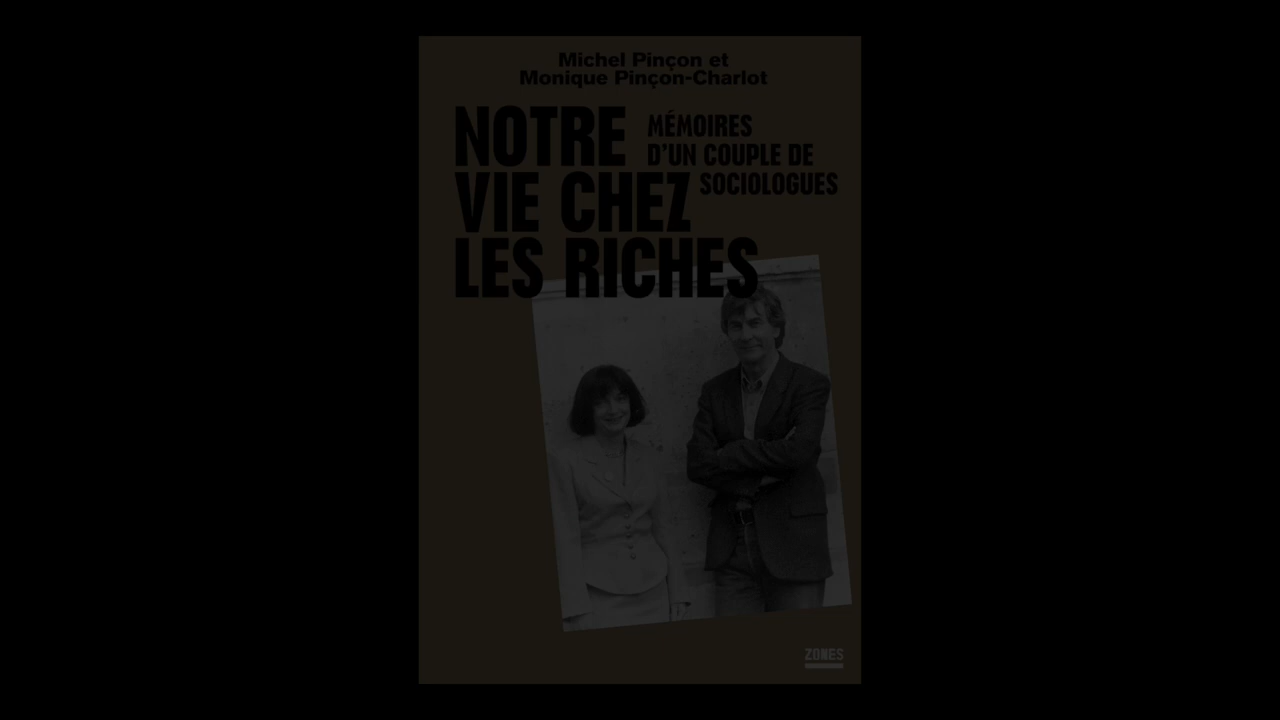 Michel Pinçon et
Monique Pinçon-Charlot
NOTRE
VIE CHEZ
LES RICHES
MÉMOIRES
D'UN COUPLE DE
SOCIOLOGUES
ZONES